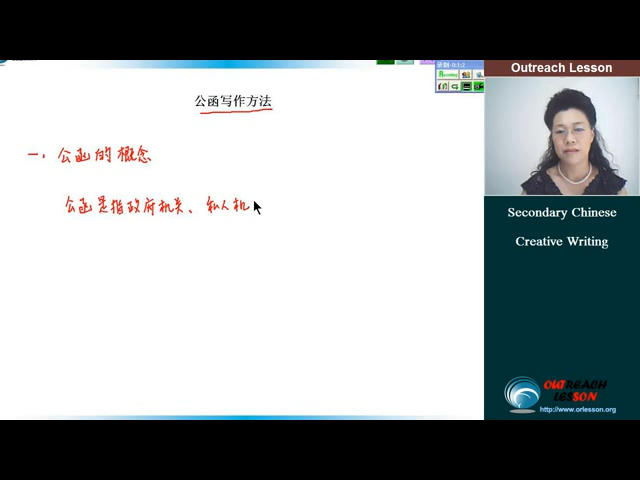 Outreach Lesson
公函写作方法
一、公函的概念
公函是指政府机关、私人机
Secondary Chinese
Creative Writing
OUTREACH
LESSON
http://www.orlesson.org